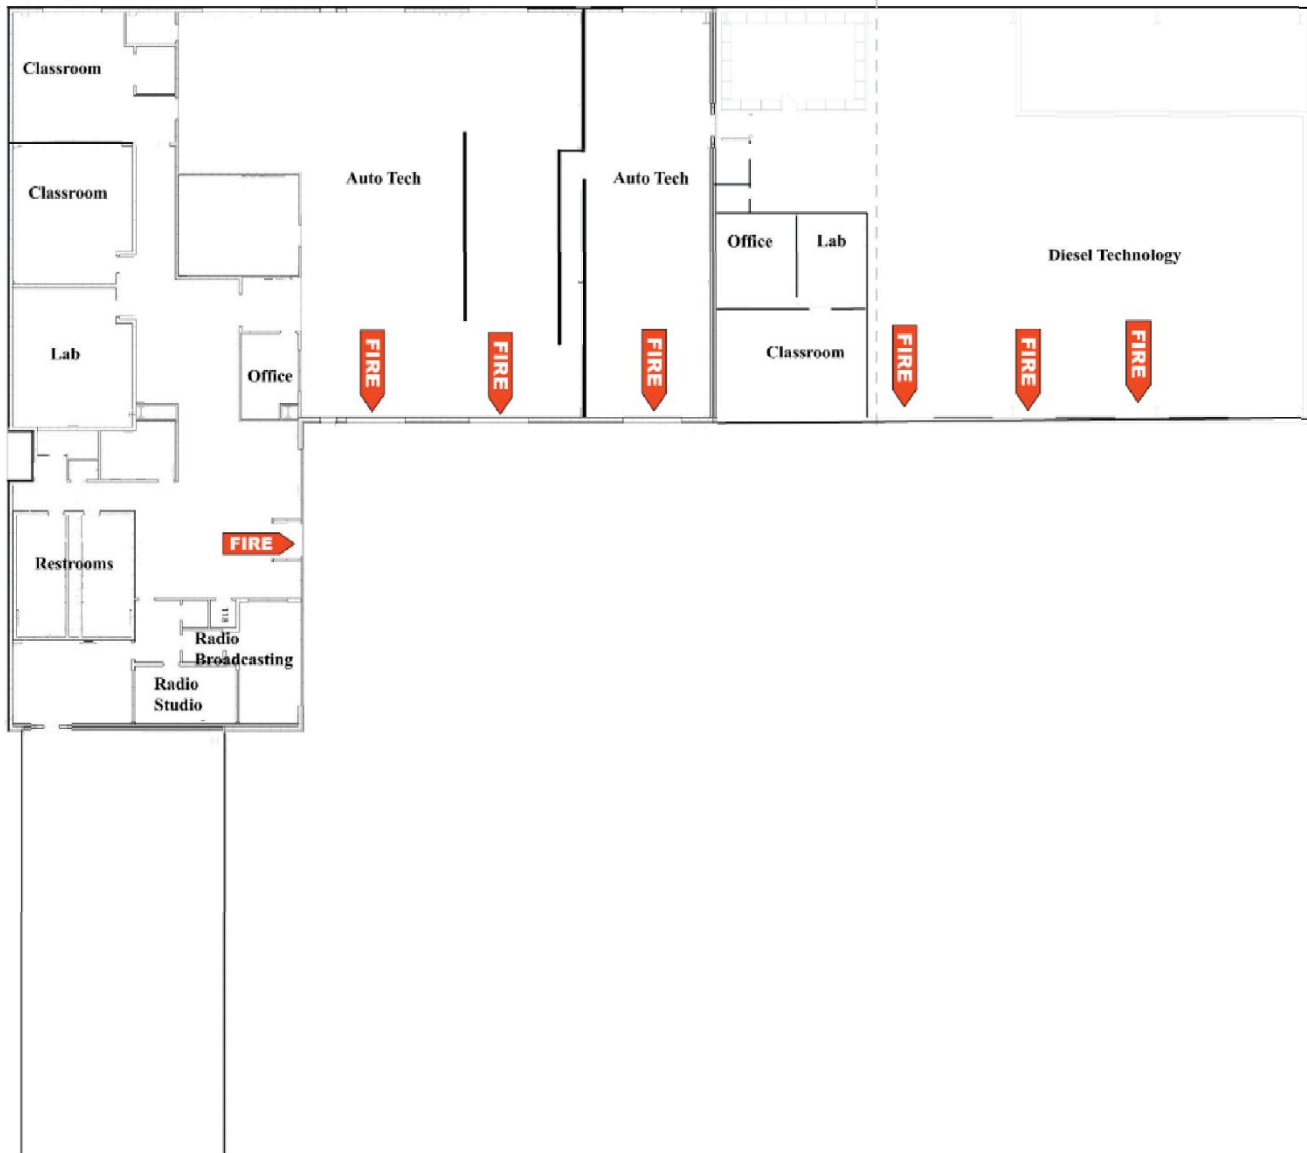 Classroom
Classroom
Auto Tech
Auto Tech
Office
Lab
Diesel Technology
Lab
Office
Classroom
FIRE
FIRE
FIRE
FIRE
FIRE
FIRE
FIRE
Restrooms
118
Radio
Broadcasting
Radio
Studio